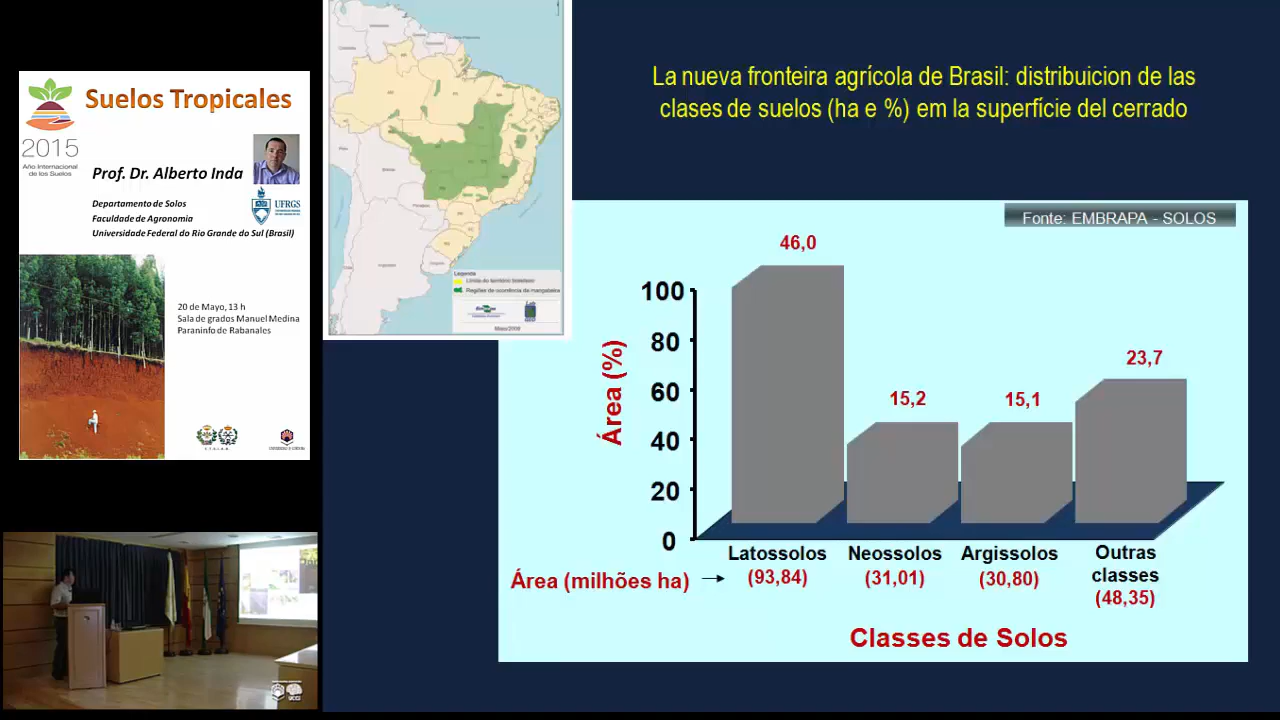 Suelos Tropicales
2015
Año Internacional
de los Suelos
Prof. Dr. Alberto Inda
Departamento de Solos
Faculdade de Agronomia
Universidade Federal do Rio Grande do Sul (Brasil)
UFRGS
20 de Mayo, 13 h
Sala de grados Manuel Medina
Paraninfo de Rabanales
La nueva fronteira agrícola de Brasil: distribuicion de las
clases de suelos (ha e %) em la superfície del cerrado
Legenda
Maio/2008
Fonte: EMBRAPA - SOLOS
46,0
15,2
15,1
23,7
Área (%)
100
80
60
40
20
0
Latossolos
Neossolos
Argissolos
Outras
classes
Área (milhões ha)
(93,84)
(31,01)
(30,80)
(48,35)
Classes de Solos